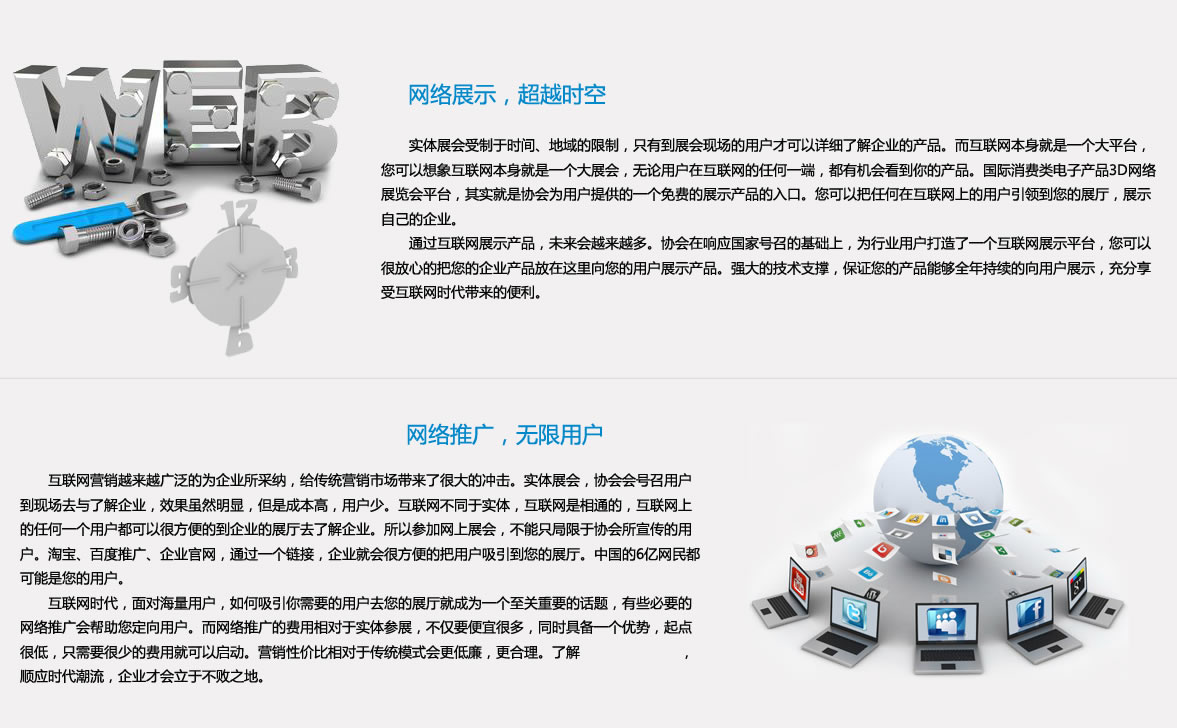 WEB
12
3
6
9
网络展示，超越时空
实体展会受制于时间、地域的限制，只有到展会现场的用户才可以详细了解企业的产品。而互联网本身就是一个大平台，
您可以想象互联网本身就是一个大展会，无论用户在互联网的任何一端，都有机会看到你的产品。国际消费类电子产品3D网络
展览会平台，其实就是协会为用户提供的一个免费的展示产品的入口。您可以把任何在互联网上的用户引领到您的展厅，展示
自己的企业。
通过互联网展示产品，未来会越来越多。协会在响应国家号召的基础上，为行业用户打造了一个互联网展示平台，您可以
很放心的把您的企业产品放在这里向您的用户展示产品。强大的技术支撑，保证您的产品能够全年持续的向用户展示，充分享
受互联网时代带来的便利。
网络推广，无限用户
互联网营销越来越广泛的为企业所采纳，给传统营销市场带来了很大的冲击。实体展会，协会会号召用户
到现场去与了解企业，效果虽然明显，但是成本高，用户少。互联网不同于实体，互联网是相通的，互联网上
的任何一个用户都可以很方便的到企业的展厅去了解企业。所以参加网上展会，不能只局限于协会所宣传的用
户。淘宝、百度推广、企业官网，通过一个链接，企业就会很方便的把用户吸引到您的展厅。中国的6亿网民都
可能是您的用户。
互联网时代，面对海量用户，如何吸引你需要的用户去您的展厅就成为一个至关重要的话题，有些必要的
网络推广会帮助您定向用户。而网络推广的费用相对于实体参展，不仅要便宜很多，同时具备一个优势，起点
很低，只需要很少的费用就可以启动。营销性价比相对于传统模式会更低廉，更合理。了解 ，
顺应时代潮流，企业才会立于不败之地。